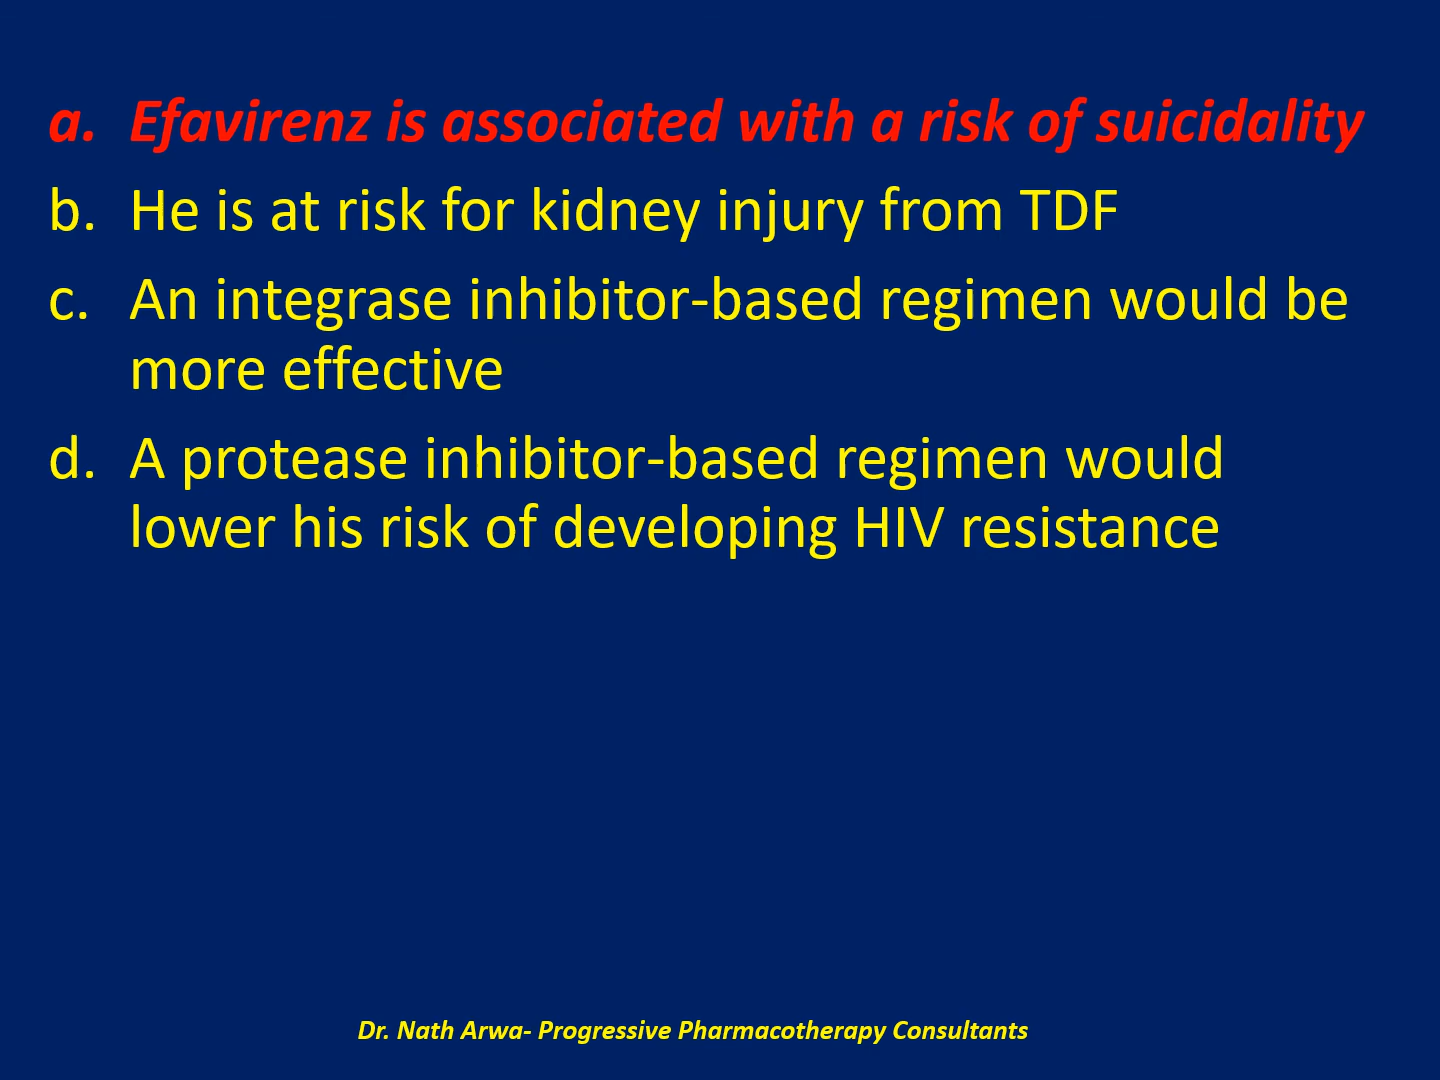 a. Efavirenz is associated with a risk of suicidality
b. He is at risk for kidney injury from TDF
c. An integrase inhibitor-based regimen would be
more effective
d. A protease inhibitor-based regimen would
lower his risk of developing HIV resistance
Dr. Nath Arwa- Progressive Pharmacotherapy Consultants